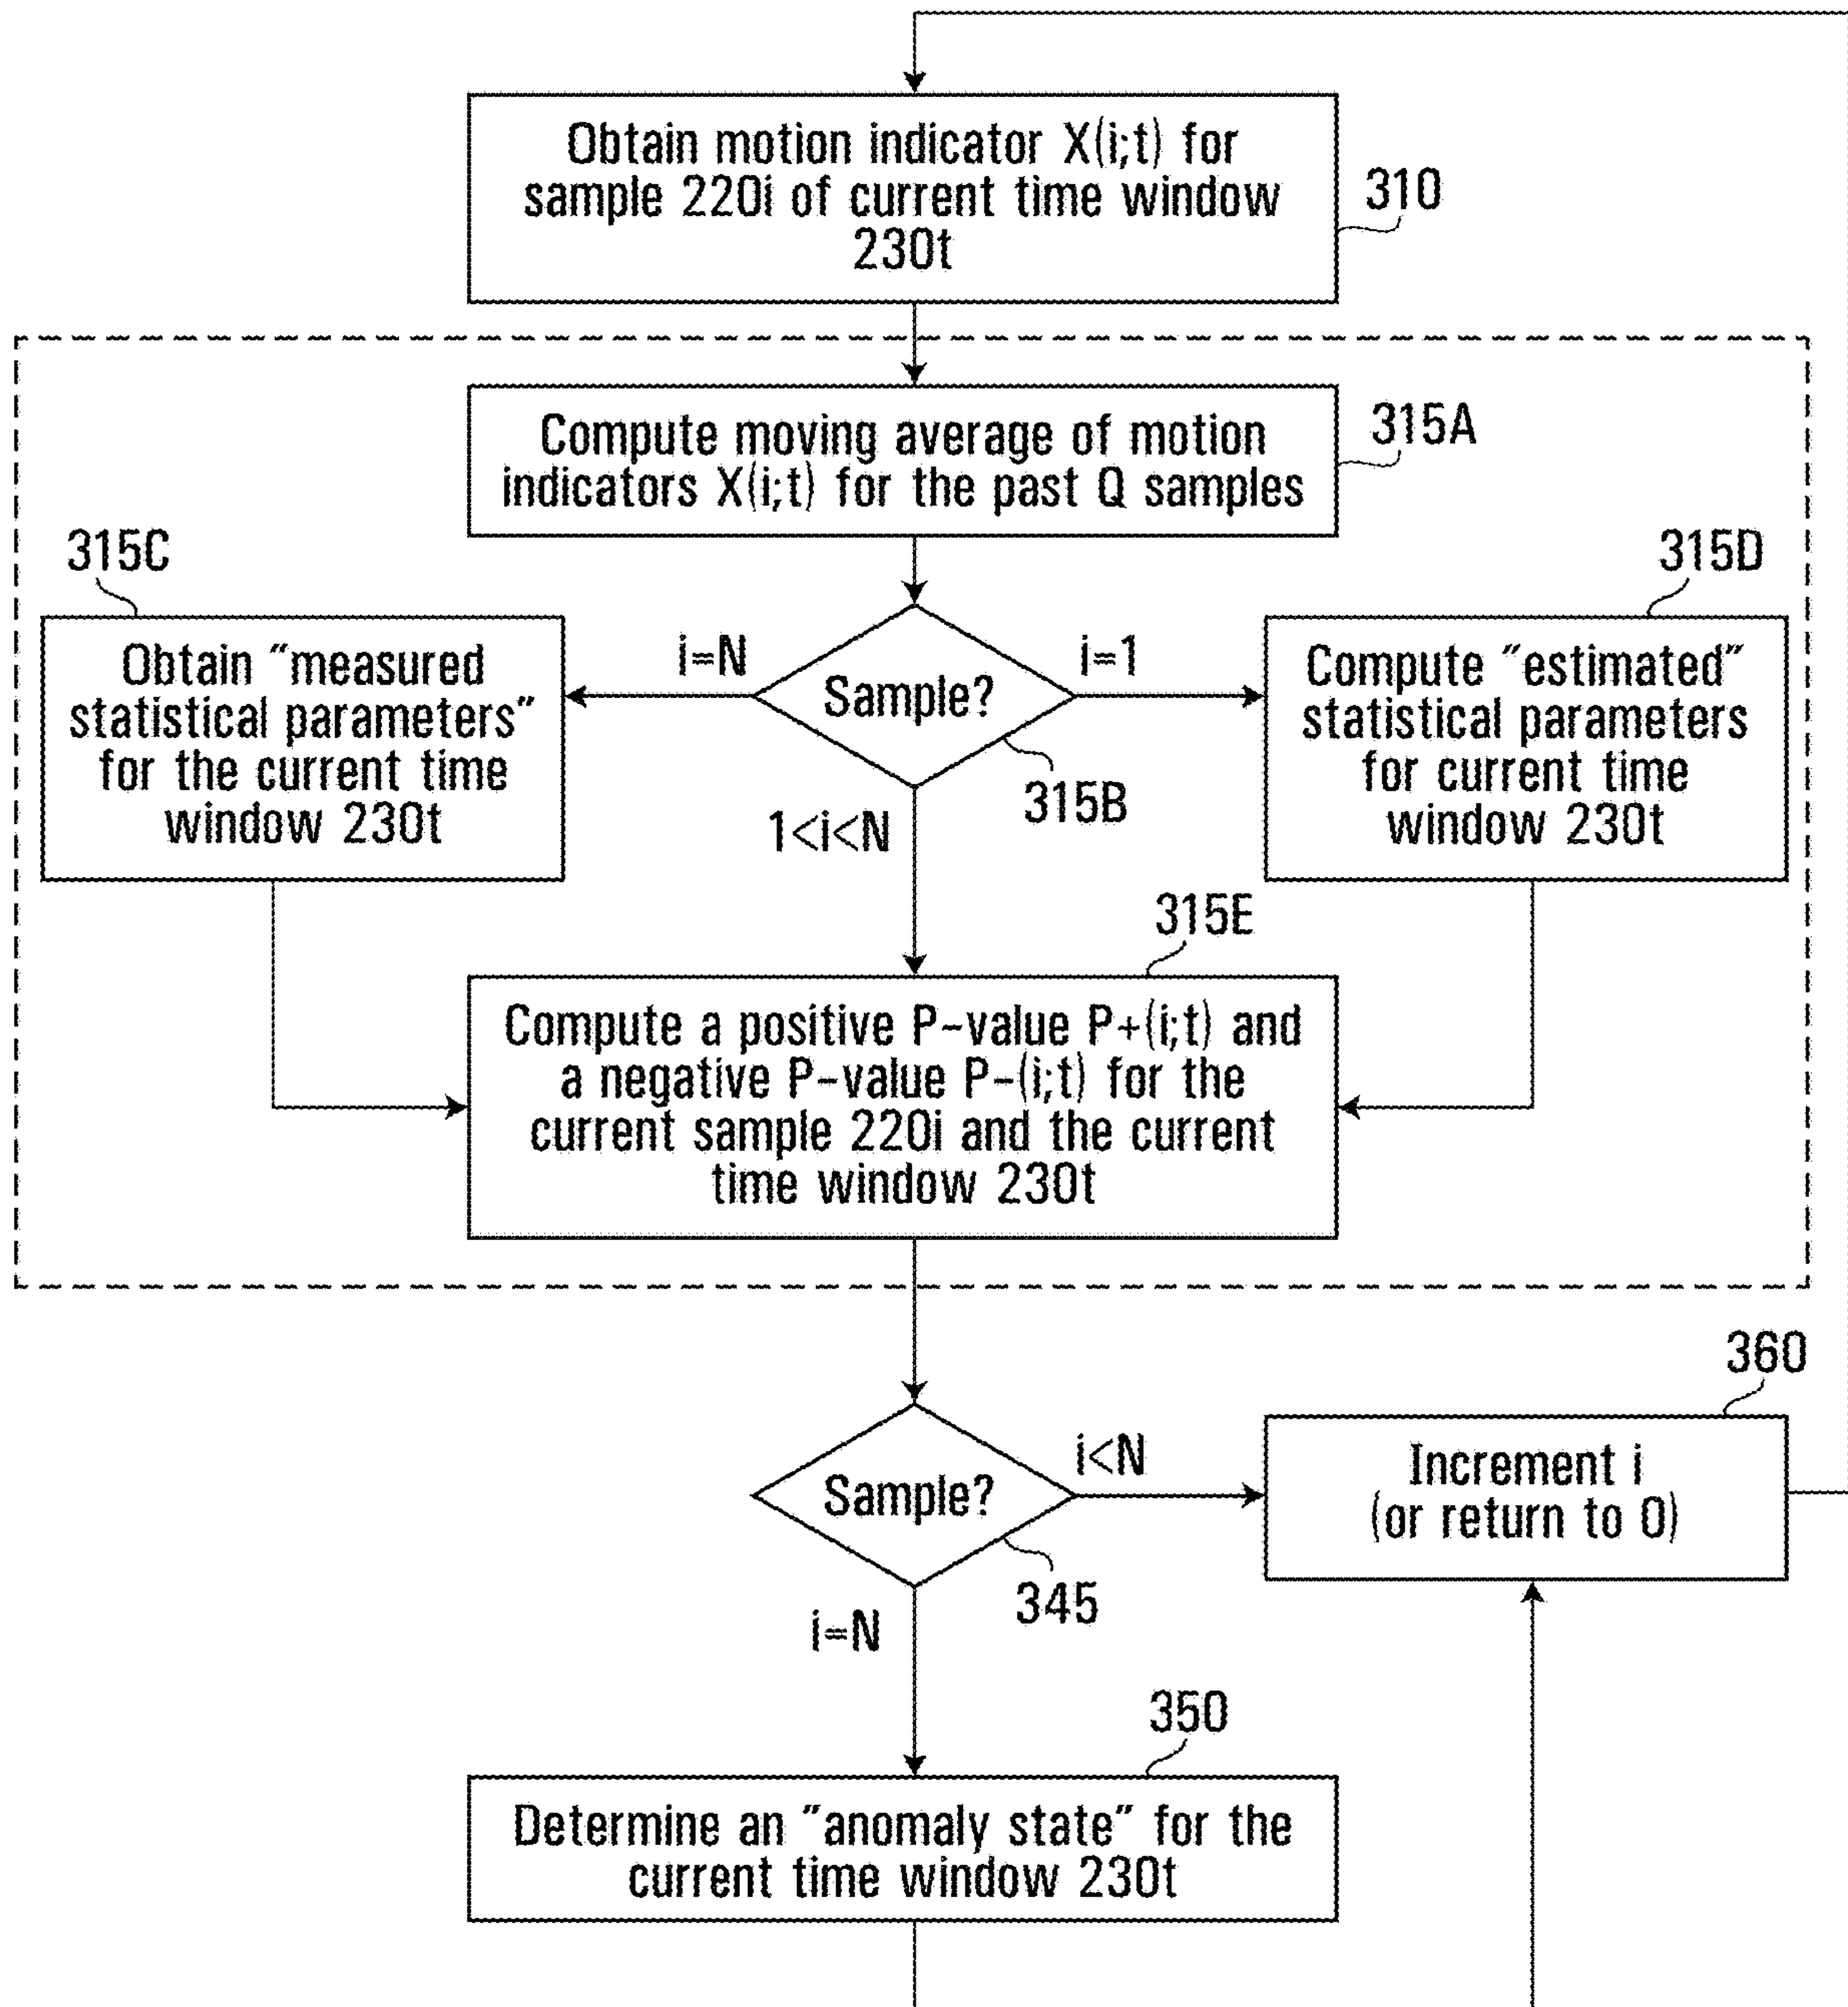 Obtain motion indicator X(i;t) for
sample 220i of current time window
230t
310
Compute moving average of motion
indicators X(i;t) for the past Q samples
315A
315C
315D
Obtain "measured
statistical parameters"
for the current time
window 230t
i=N
Sample?
i=1
Compute "estimated"
statistical parameters
for current time
window 230t
315B
1<i<N
315E
Compute a positive P-value P+(i;t) and
a negative P-value P-(i;t) for the
current sample 220i and the current
time window 230t
360
Sample?
i<N
Increment i
(or return to 0)
345
i=N
350
Determine an "anomaly state" for the
current time window 230t